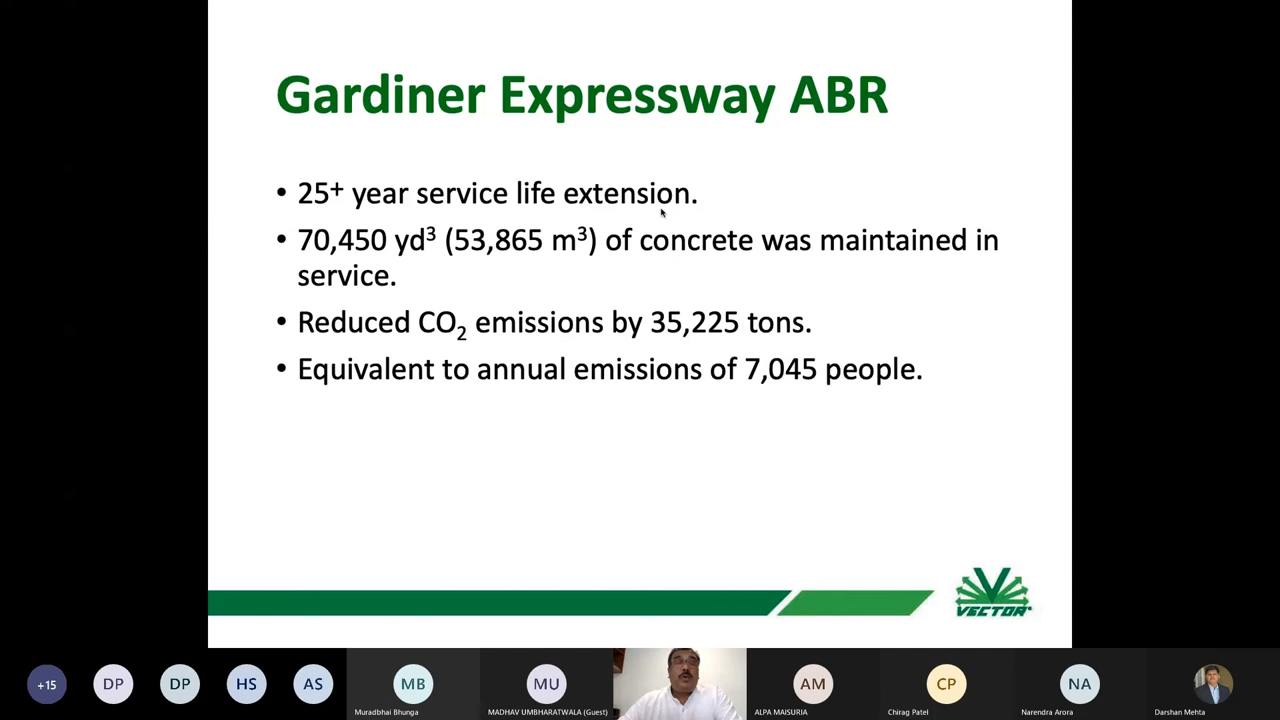 Gardiner Expressway ABR
• 25⁺ year service life extension.
• 70,450 yd³ (53,865 m³) of concrete was maintained in
service.
• Reduced CO₂ emissions by 35,225 tons.
• Equivalent to annual emissions of 7,045 people.
VECTOR
+15
DP
DP
HS
AS
MB
MU
AM
CP
NA
Muradbhai Bhunga
MADHAV UMBHARATWALA (Guest)
ALPA MAISURIA
Chirag Patel
Narendra Arora
Darshan Mehta